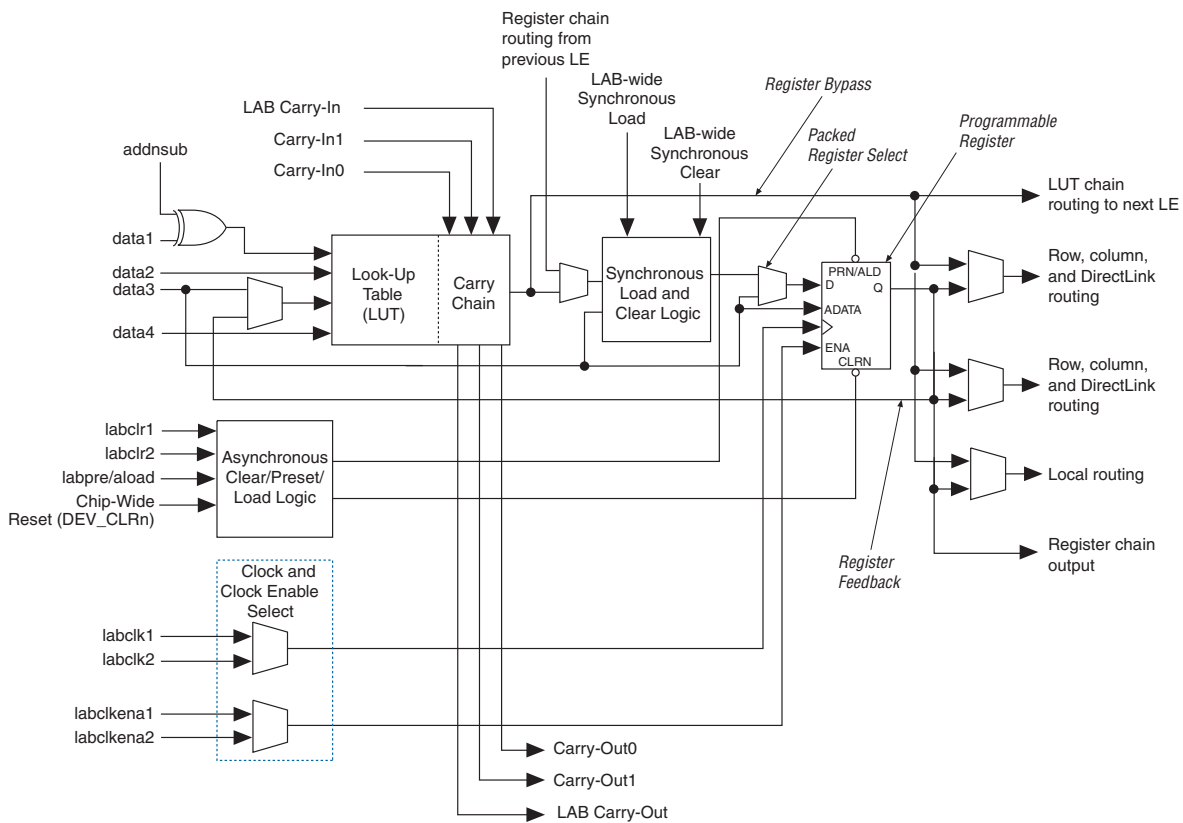 Register chain
routing from
previous LE
LAB-wide
Synchronous
Load
LAB-wide
Synchronous
Clear
Register Bypass
Packed
Register Select
Programmable
Register
LAB Carry-In
Carry-In1
Carry-In0
addnsub
data1
data2
data3
data4
Look-Up
Table
(LUT)
Carry
Chain
Synchronous
Load and
Clear Logic
PRN/ALD
D
Q
ADATA
ENA
CLRN
LUT chain
routing to next LE
Row, column,
and DirectLink
routing
Row, column,
and DirectLink
routing
Local routing
Register chain
output
Register
Feedback
labclr1
labclr2
labpre/aload
Chip-Wide
Reset (DEV_CLRn)
Asynchronous
Clear/Preset/
Load Logic
Clock and
Clock Enable
Select
labclk1
labclk2
labclkena1
labclkena2
Carry-Out0
Carry-Out1
LAB Carry-Out